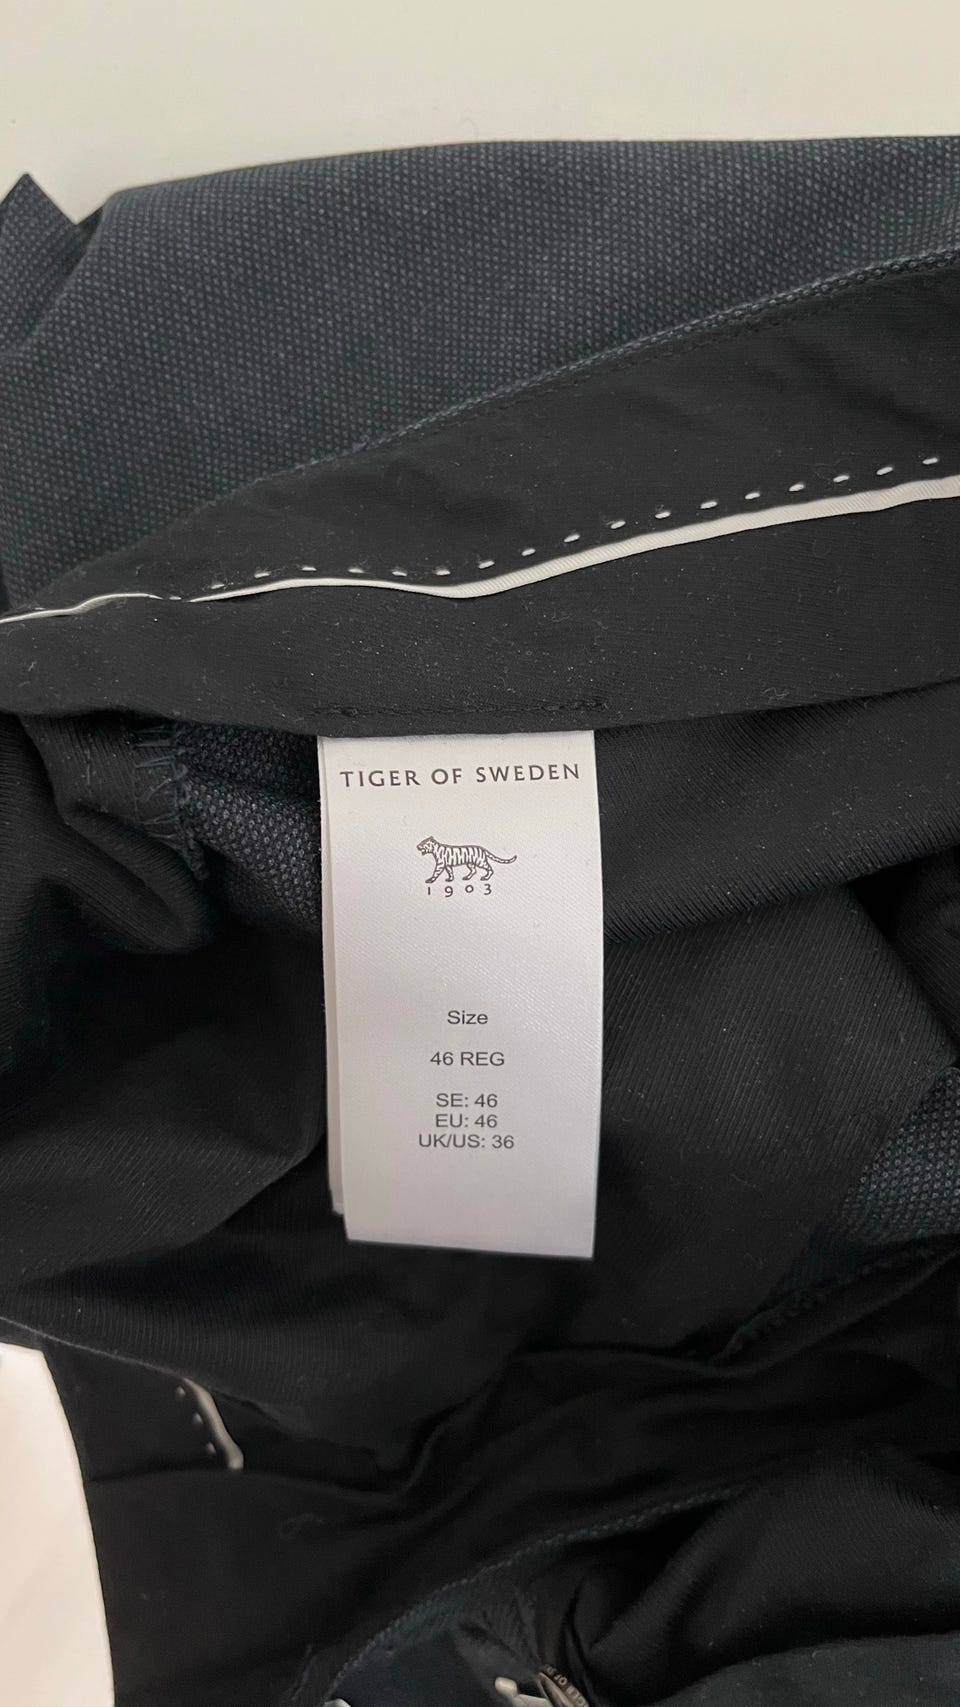 TIGER OF SWEDEN
1903
Size
46 REG
SE: 46
EU: 46
UK/US: 36